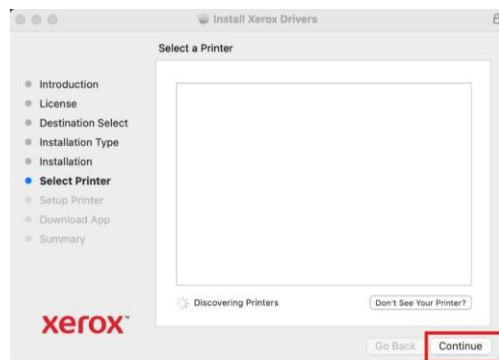 Install Xerox Drivers
Select a Printer
Introduction
License
Destination Select
Installation Type
Installation
Select Printer
Setup Printer
Download App
Summary
Discovering Printers
Don't See Your Printer?
xerox™
Go Back
Continue